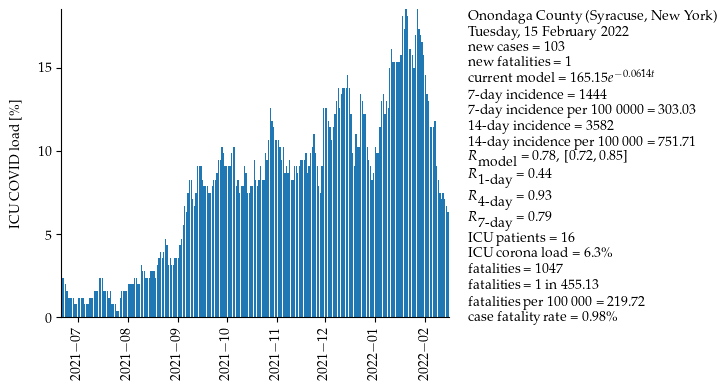 Onondaga County (Syracuse, New York)
Tuesday, 15 February 2022
new cases = 103
new fatalities = 1
current model = 165.15e^{−0.0614t}
7-day incidence = 1444
7-day incidence per 100 0000 = 303.03
14-day incidence = 3582
14-day incidence per 100 000 = 751.71
R_model = 0.78, [0.72, 0.85]
R_1-day = 0.44
R_4-day = 0.93
R_7-day = 0.79
ICU patients = 16
ICU corona load = 6.3%
fatalities = 1047
fatalities = 1 in 455.13
fatalities per 100 000 = 219.72
case fatality rate = 0.98%
ICU COVID load [%]
15
10
5
0
2021−07
2021−08
2021−09
2021−10
2021−11
2021−12
2022−01
2022−02